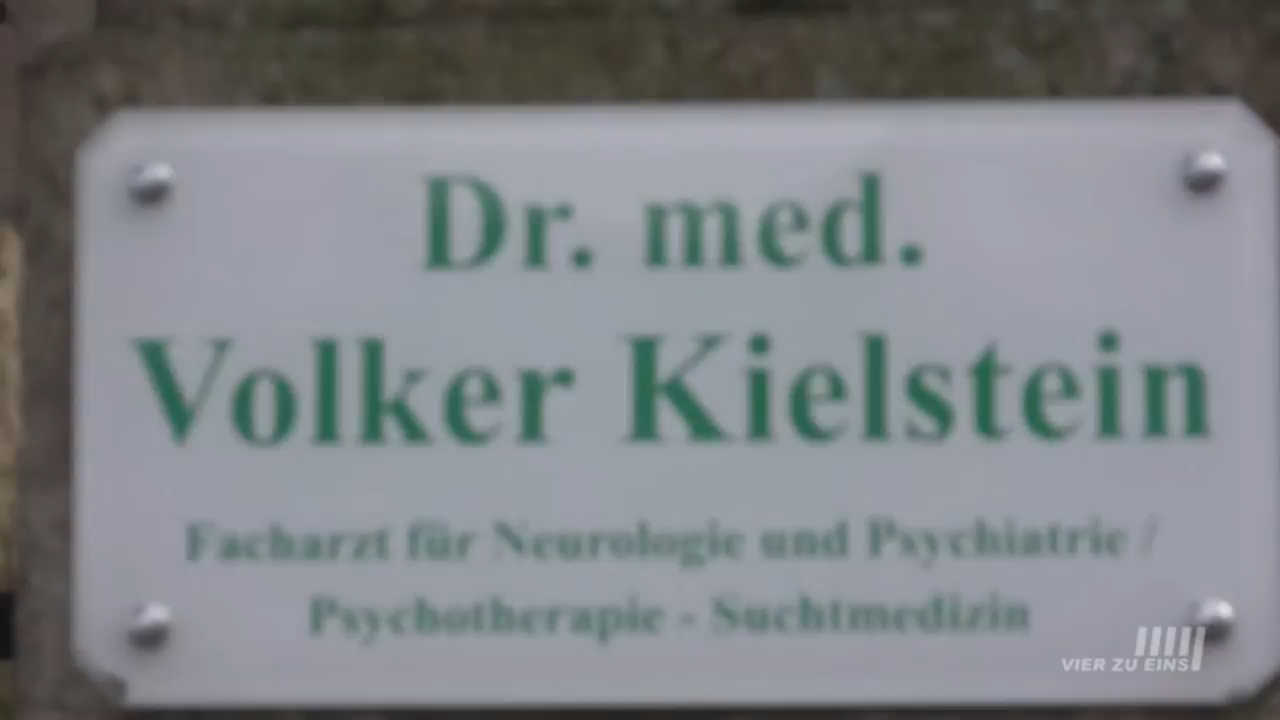 Dr. med.
Volker Kielstein
Facharzt für Neurologie und Psychiatrie /
Psychotherapie - Suchtmedizin
VIER ZU EINS